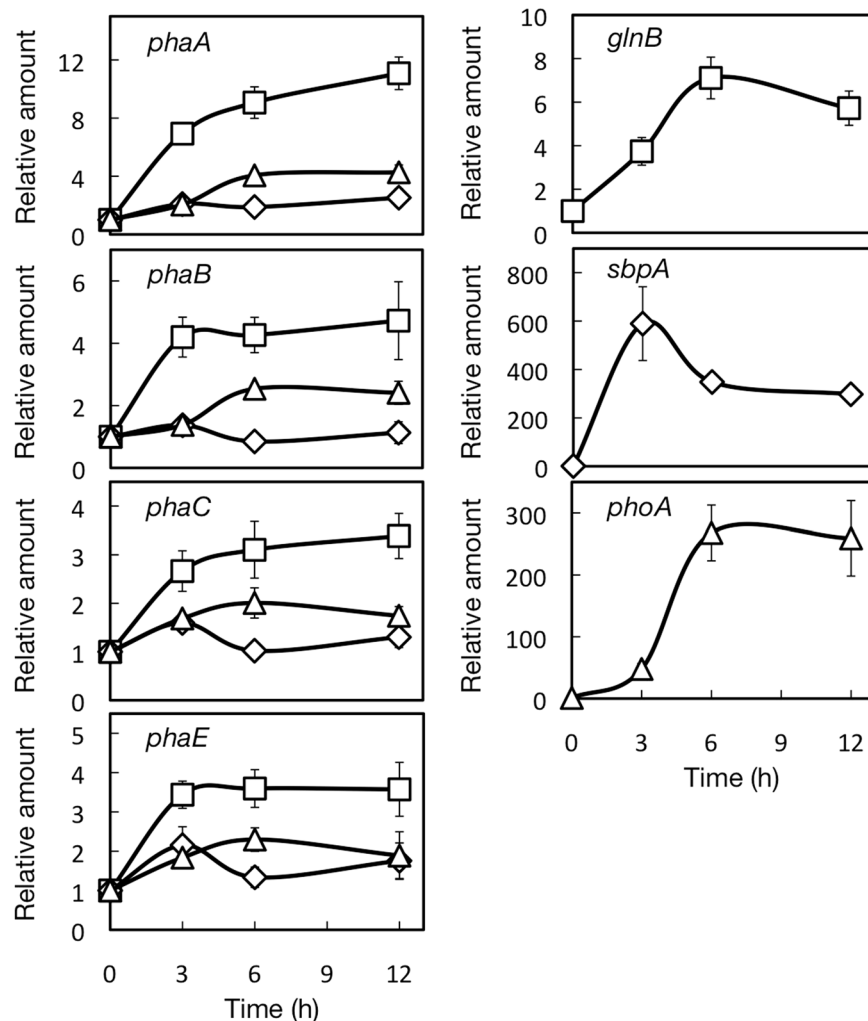 phaA
Relative amount
12
8
4
0
phaB
Relative amount
6
4
2
0
phaC
Relative amount
4
3
2
1
0
phaE
Relative amount
5
4
3
2
1
0
0 3 6 9 12
Time (h)
glnB
Relative amount
10
8
6
4
2
0
sbpA
Relative amount
800
600
400
200
0
phoA
Relative amount
300
200
100
0
0 3 6 9 12
Time (h)